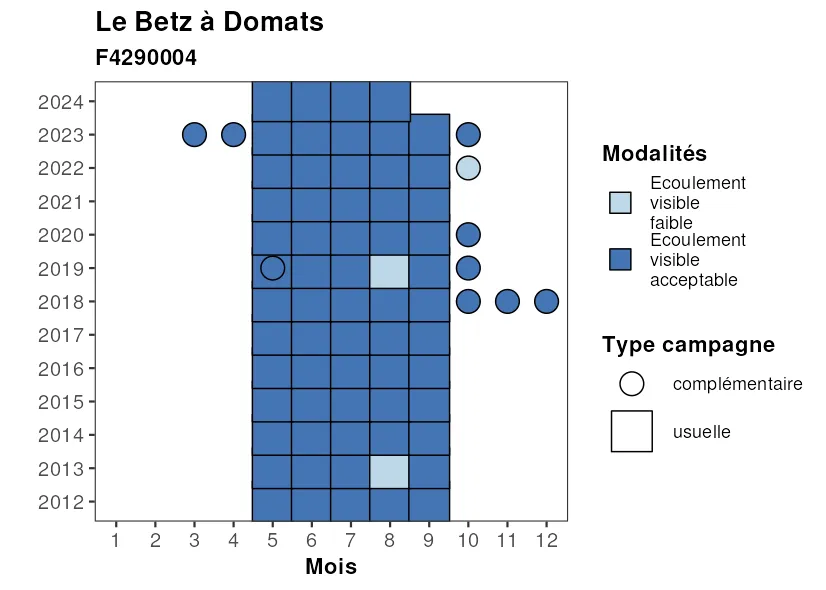 Le Betz à Domats
F4290004
2024
2023
2022
2021
2020
2019
2018
2017
2016
2015
2014
2013
2012
1 2 3 4 5 6 7 8 9 10 11 12
Mois
Modalités
Ecoulement
visible
faible
Ecoulement
visible
acceptable
Type campagne
complémentaire
usuelle